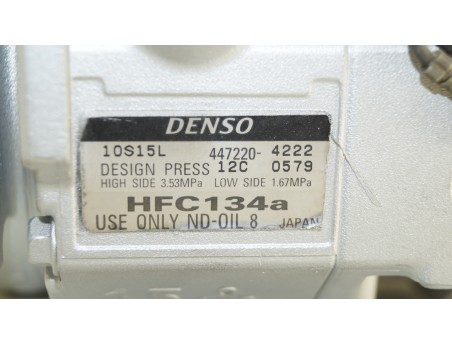 DENSO
10S15L 447220- 4222
DESIGN PRESS 12C 0579
HIGH SIDE 3.53MPa LOW SIDE 1.67MPa
HFC134a
USE ONLY ND-OIL 8 JAPAN